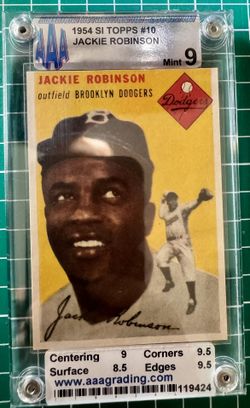 AAA
1954 SI TOPPS #10
JACKIE ROBINSON
Mint 9
JACKIE ROBINSON
outfield BROOKLYN DODGERS
Dodgers
B
Jackie Robinson
Centering 9 Corners 9.5
Surface 8.5 Edges 9.5
www.aaagrading.com
119424